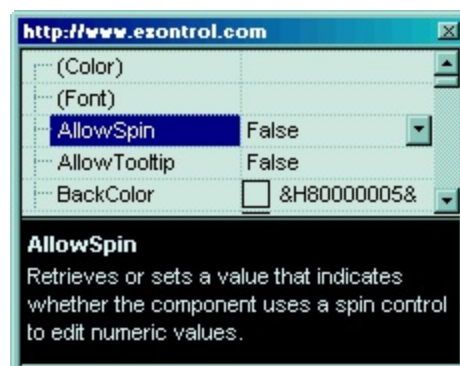 http://www.exontrol.com
(Color)
(Font)
AllowSpin False
AllowTooltip False
BackColor &H80000005&
AllowSpin
Retrieves or sets a value that indicates
whether the component uses a spin control
to edit numeric values.